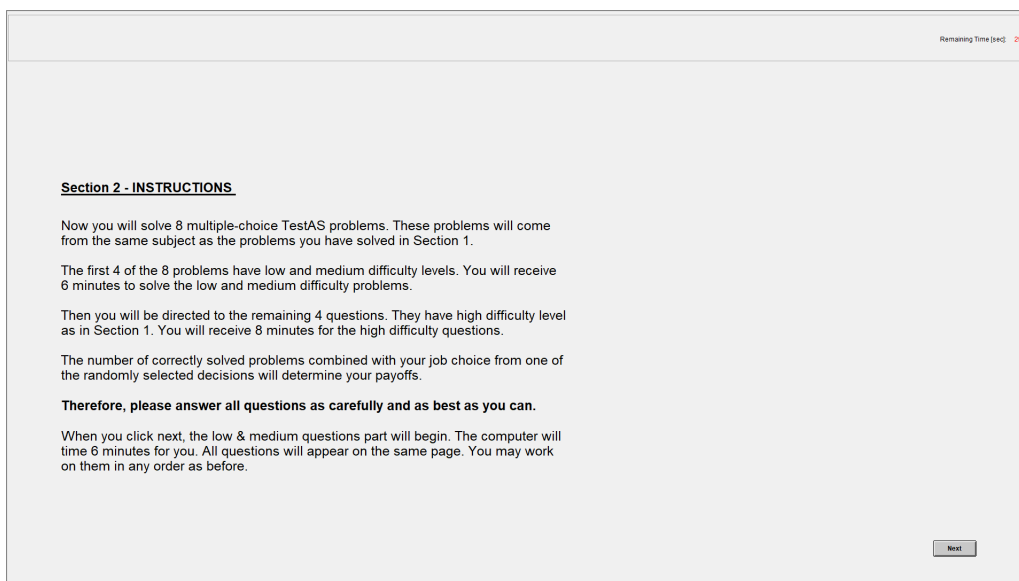 Remaining Time [sec]:
Section 2 - INSTRUCTIONS
Now you will solve 8 multiple-choice TestAS problems. These problems will come
from the same subject as the problems you have solved in Section 1.
The first 4 of the 8 problems have low and medium difficulty levels. You will receive
6 minutes to solve the low and medium difficulty problems.
Then you will be directed to the remaining 4 questions. They have high difficulty level
as in Section 1. You will receive 8 minutes for the high difficulty questions.
The number of correctly solved problems combined with your job choice from one of
the randomly selected decisions will determine your payoffs.
Therefore, please answer all questions as carefully and as best as you can.
When you click next, the low & medium questions part will begin. The computer will
time 6 minutes for you. All questions will appear on the same page. You may work
on them in any order as before.
Next